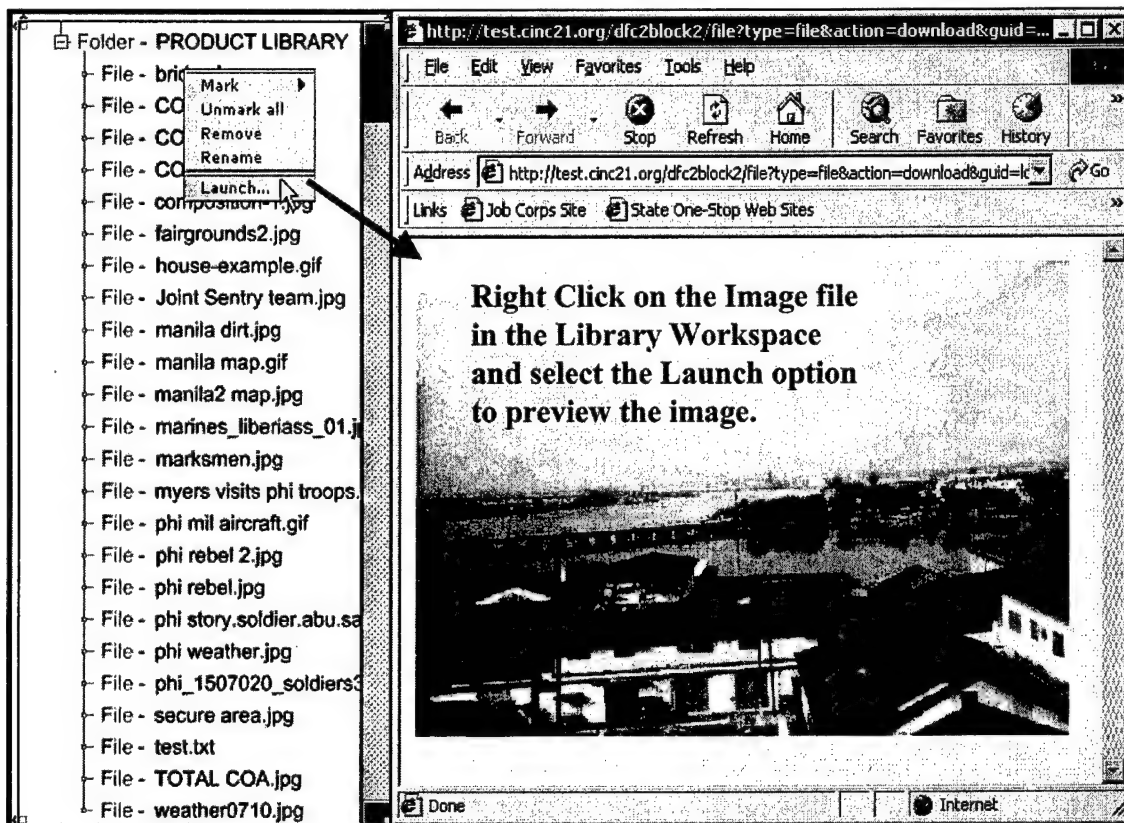 Folder - PRODUCT LIBRARY
File -
File - CO
File - CO
File - CO
File - composition-1.jpg
File - fairgrounds2.jpg
File - house-example.gif
File - Joint Sentry team.jpg
File - manila dirt.jpg
File - manila map.gif
File - manila2 map.jpg
File - marines_liberiass_01.j
File - marksmen.jpg
File - myers visits phi troops.
File - phi mil aircraft.gif
File - phi rebel 2.jpg
File - phi rebel.jpg
File - phi story.soldier.abu.sa
File - phi weather.jpg
File - phi_1507020_soldiers3
File - secure area.jpg
File - test.txt
File - TOTAL COA.jpg
File - weather0710.jpg
Mark
Unmark all
Remove
Rename
Launch...
http://test.cinc21.org/dfc2block2/file?type=file&action=download&guid=...
File Edit View Favorites Tools Help
Back Forward Stop Refresh Home Search Favorites History
Address http://test.cinc21.org/dfc2block2/file?type=file&action=download&guid=lc Go
Links Job Corps Site State One-Stop Web Sites
Right Click on the Image file
in the Library Workspace
and select the Launch option
to preview the image.
Done Internet